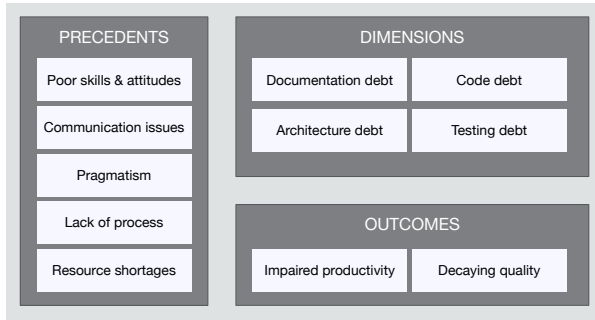 PRECEDENTS
Poor skills & attitudes
Communication issues
Pragmatism
Lack of process
Resource shortages
DIMENSIONS
Documentation debt
Code debt
Architecture debt
Testing debt
OUTCOMES
Impaired productivity
Decaying quality